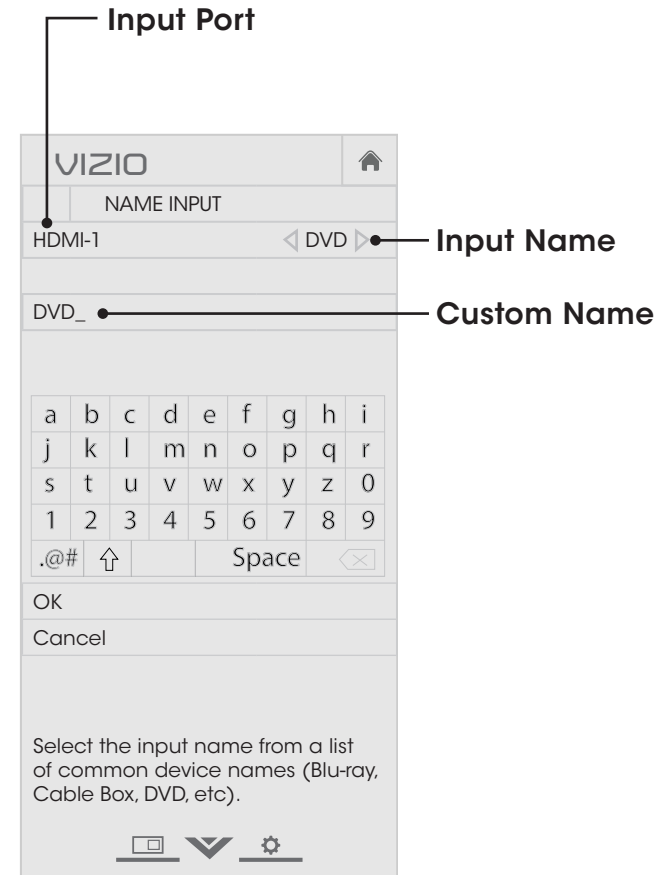 Input Port
VIZIO
NAME INPUT
HDMI-1 DVD
Input Name
DVD_
Custom Name
a b c d e f g h i
j k l m n o p q r
s t u v w x y z 0
1 2 3 4 5 6 7 8 9
.@# Space
OK
Cancel
Select the input name from a list
of common device names (Blu-ray,
Cable Box, DVD, etc).